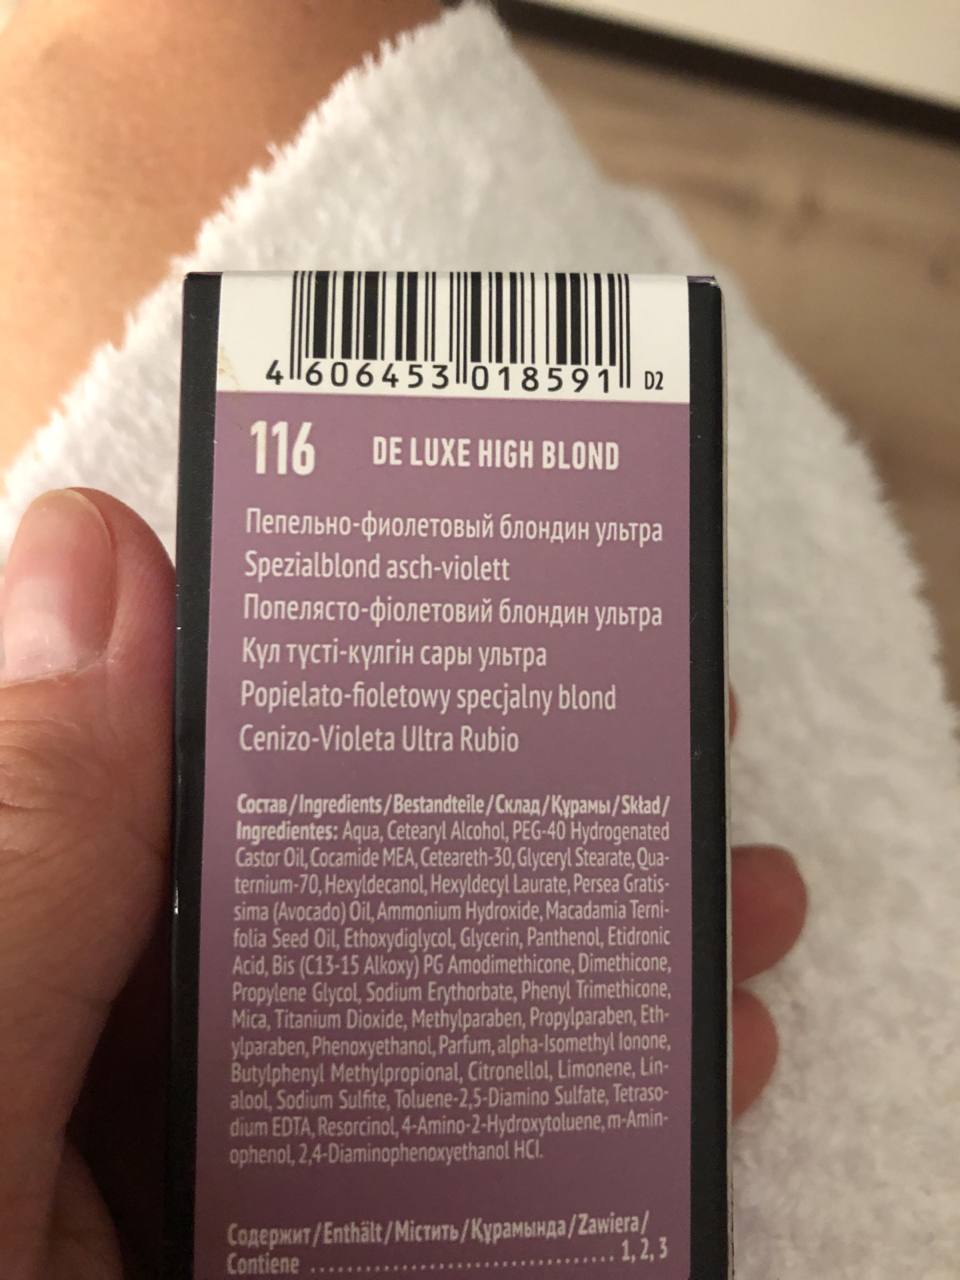 4 606453 018591 D2
116 DE LUXE HIGH BLOND
Пепельно-фиолетовый блондин ультра
Spezialblond asch-violett
Попелясто-фіолетовий блондин ультра
Күл түсті-күлгін сары ультра
Popielato-fioletowy specjalny blond
Cenizo-Violeta Ultra Rubio
Состав/Ingredients/Bestandteile/Склад/Құрамы/Skład/
Ingredientes: Aqua, Cetearyl Alcohol, PEG-40 Hydrogenated
Castor Oil, Cocamide MEA, Ceteareth-30, Glyceryl Stearate, Qua-
ternium-70, Hexyldecanol, Hexyldecyl Laurate, Persea Gratis-
sima (Avocado) Oil, Ammonium Hydroxide, Macadamia Terni-
folia Seed Oil, Ethoxydiglycol, Glycerin, Panthenol, Etidronic
Acid, Bis (C13-15 Alkoxy) PG Amodimethicone, Dimethicone,
Propylene Glycol, Sodium Erythorbate, Phenyl Trimethicone,
Mica, Titanium Dioxide, Methylparaben, Propylparaben, Eth-
ylparaben, Phenoxyethanol, Parfum, alpha-Isomethyl Ionone,
Butylphenyl Methylpropional, Citronellol, Limonene, Lin-
alool, Sodium Sulfite, Toluene-2,5-Diamino Sulfate, Tetraso-
dium EDTA, Resorcinol, 4-Amino-2-Hydroxytoluene, m-Amin-
ophenol, 2,4-Diaminophenoxyethanol HCl.
Содержит/Enthält/Містить/Құрамында/Zawiera/
Contiene ........................................ 1, 2, 3